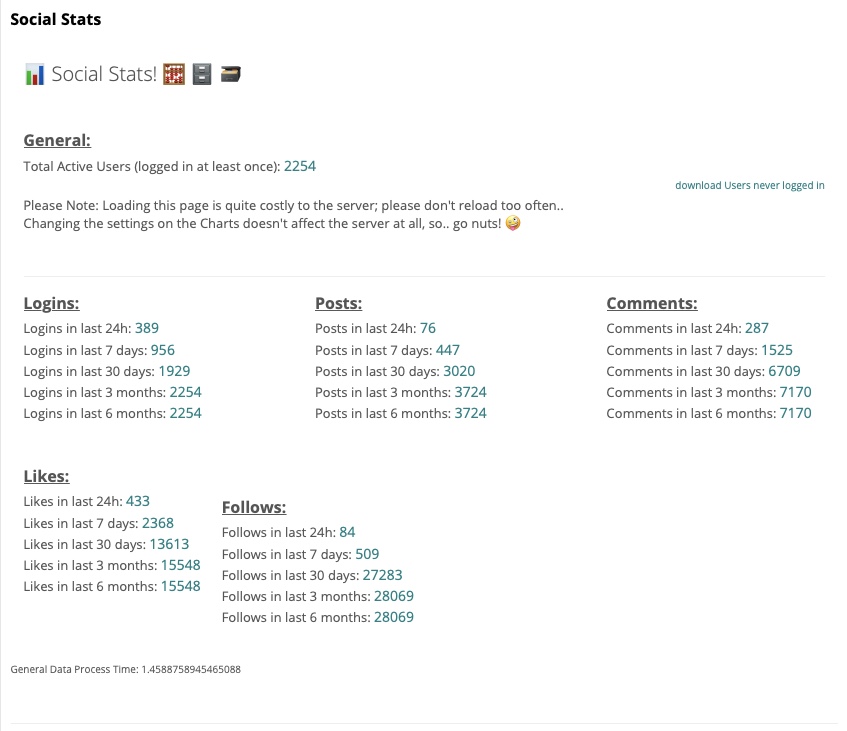 Social Stats
Social Stats!
General:
Total Active Users (logged in at least once): 2254
download Users never logged in
Please Note: Loading this page is quite costly to the server; please don't reload too often..
Changing the settings on the Charts doesn't affect the server at all, so.. go nuts! 🤪
Logins:
Logins in last 24h: 389
Logins in last 7 days: 956
Logins in last 30 days: 1929
Logins in last 3 months: 2254
Logins in last 6 months: 2254
Posts:
Posts in last 24h: 76
Posts in last 7 days: 447
Posts in last 30 days: 3020
Posts in last 3 months: 3724
Posts in last 6 months: 3724
Comments:
Comments in last 24h: 287
Comments in last 7 days: 1525
Comments in last 30 days: 6709
Comments in last 3 months: 7170
Comments in last 6 months: 7170
Likes:
Likes in last 24h: 433
Likes in last 7 days: 2368
Likes in last 30 days: 13613
Likes in last 3 months: 15548
Likes in last 6 months: 15548
Follows:
Follows in last 24h: 84
Follows in last 7 days: 509
Follows in last 30 days: 27283
Follows in last 3 months: 28069
Follows in last 6 months: 28069
General Data Process Time: 1.4588758945465088